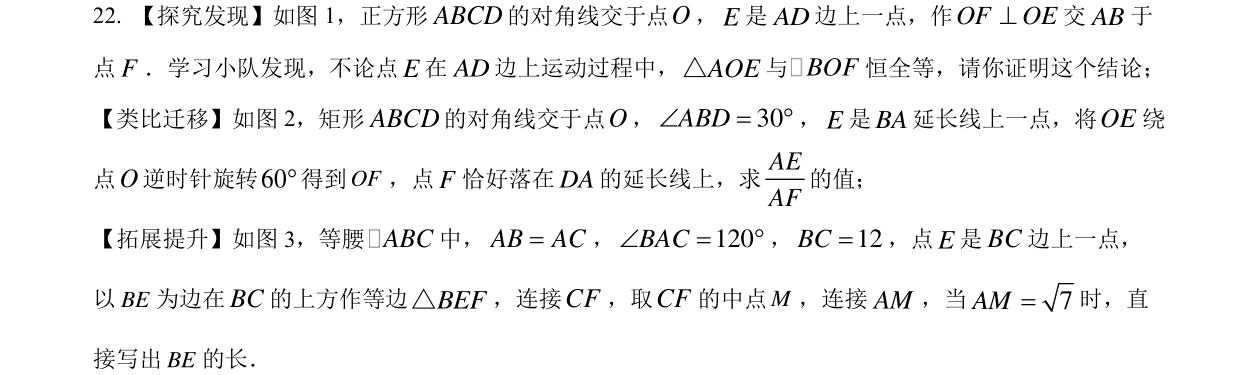 22. 【探究发现】如图 1，正方形 ABCD 的对角线交于点 O，E 是 AD 边上一点，作 OF ⊥ OE 交 AB 于
点 F．学习小队发现，不论点 E 在 AD 边上运动过程中，△AOE 与□BOF 恒全等，请你证明这个结论；
【类比迁移】如图 2，矩形 ABCD 的对角线交于点 O，∠ABD = 30°，E 是 BA 延长线上一点，将 OE 绕
点 O 逆时针旋转 60° 得到 OF，点 F 恰好落在 DA 的延长线上，求 AE/AF 的值；
【拓展提升】如图 3，等腰□ABC 中，AB = AC，∠BAC = 120°，BC = 12，点 E 是 BC 边上一点，
以 BE 为边在 BC 的上方作等边△BEF，连接 CF，取 CF 的中点 M，连接 AM，当 AM = √7 时，直
接写出 BE 的长．